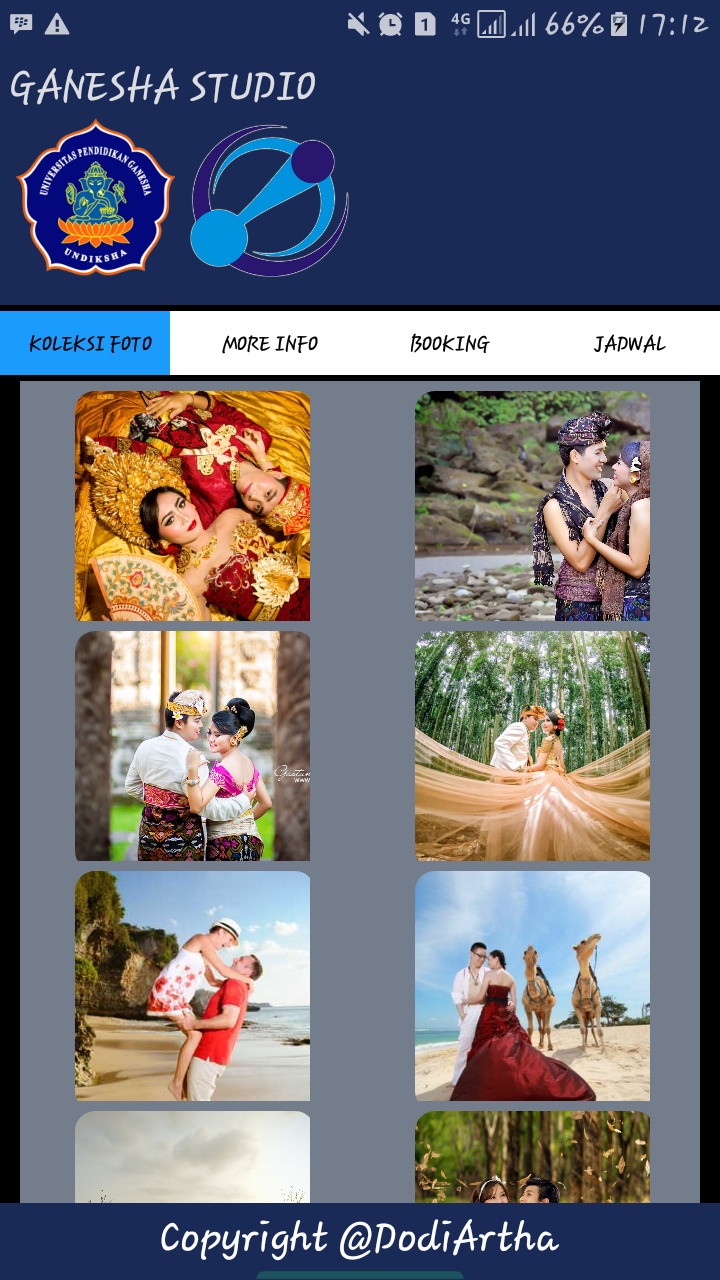 4G 1 66% 17:12
GANESHA STUDIO
UNIVERSITAS PENDIDIKAN GANESHA
UNDIKSHA
KOLEKSI FOTO MORE INFO BOOKING JADWAL
Copyright @DodiArtha